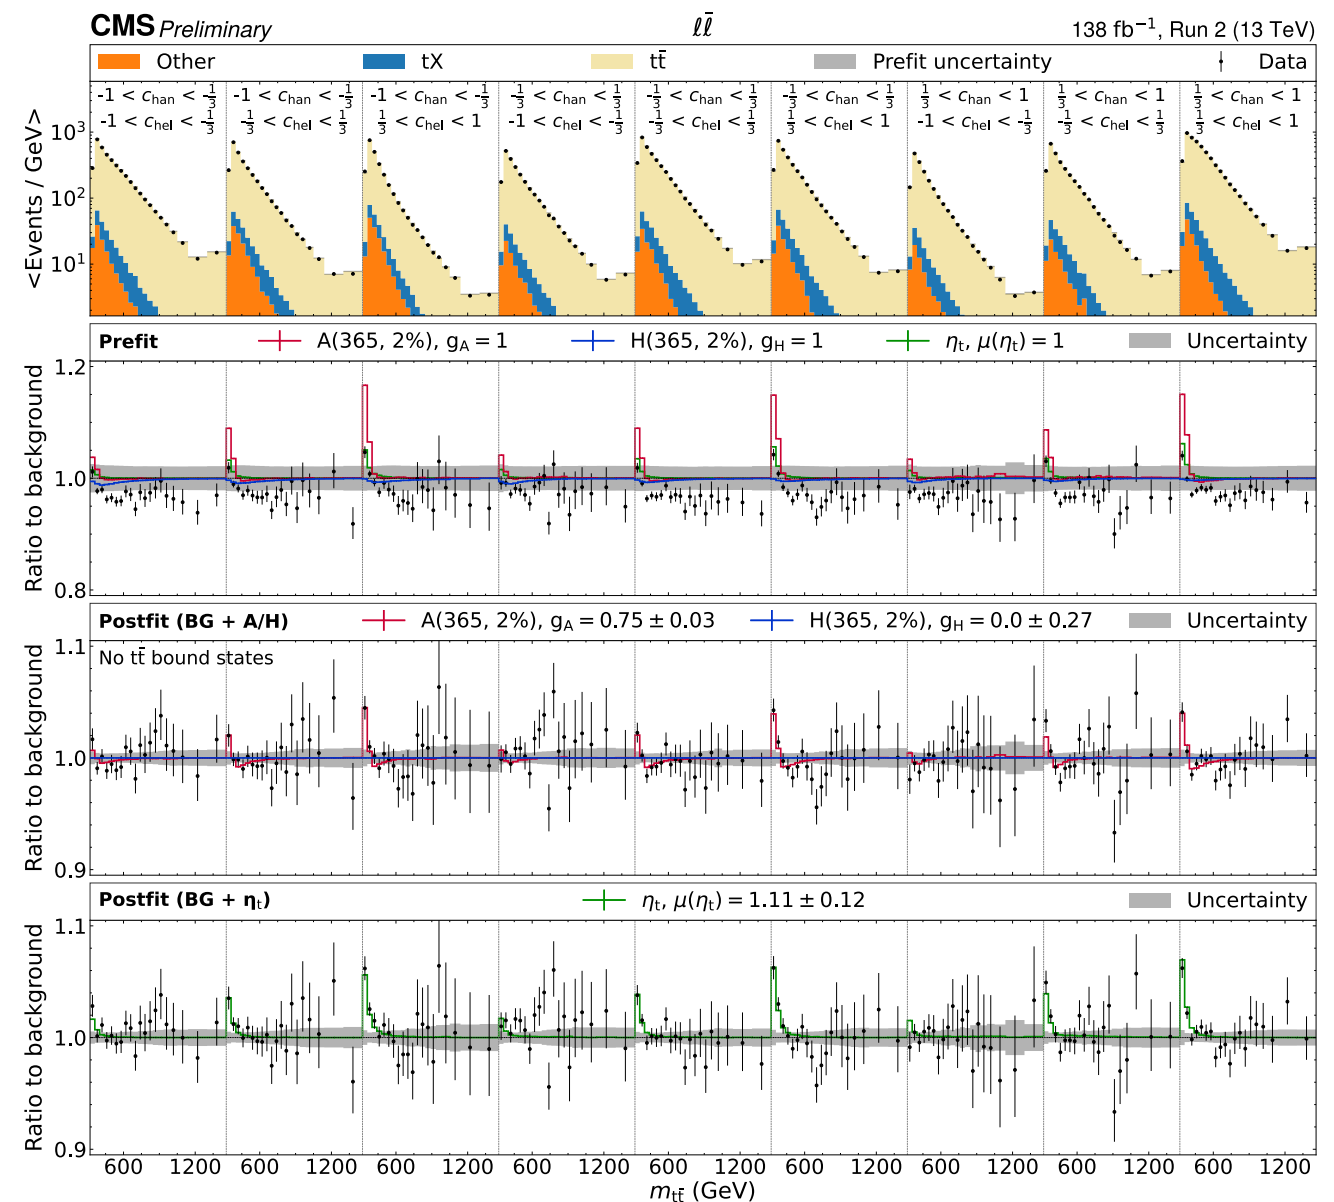 CMS Preliminary ℓℓ̄ 138 fb⁻¹, Run 2 (13 TeV)
Other tX tt̄ Prefit uncertainty Data
-1 < c_han < -1/3 -1 < c_han < -1/3 -1 < c_han < -1/3 -1/3 < c_han < 1/3 -1/3 < c_han < 1/3 -1/3 < c_han < 1/3 1/3 < c_han < 1 1/3 < c_han < 1 1/3 < c_han < 1
-1 < c_hel < -1/3 -1/3 < c_hel < 1/3 1/3 < c_hel < 1 -1 < c_hel < -1/3 -1/3 < c_hel < 1/3 1/3 < c_hel < 1 -1 < c_hel < -1/3 -1/3 < c_hel < 1/3 1/3 < c_hel < 1
<Events / GeV>
10³
10²
10¹
Prefit A(365, 2%), g_A = 1 H(365, 2%), g_H = 1 η_t, μ(η_t) = 1 Uncertainty
Ratio to background
1.2
1.0
0.8
Postfit (BG + A/H) A(365, 2%), g_A = 0.75 ± 0.03 H(365, 2%), g_H = 0.0 ± 0.27 Uncertainty
No tt̄ bound states
Ratio to background
1.1
1.0
0.9
Postfit (BG + η_t) η_t, μ(η_t) = 1.11 ± 0.12 Uncertainty
Ratio to background
1.1
1.0
0.9
600 1200 600 1200 600 1200 600 1200 600 1200 600 1200 600 1200 600 1200 600 1200
m_tt̄ (GeV)